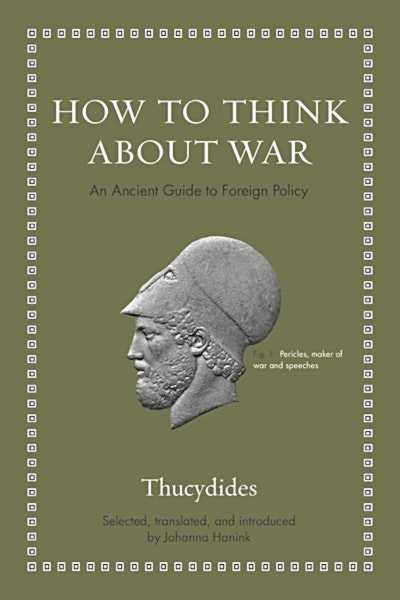 HOW TO THINK
ABOUT WAR
An Ancient Guide to Foreign Policy
Pericles, maker of
war and speeches
Thucydides
Selected, translated, and introduced
by Johanna Hanink